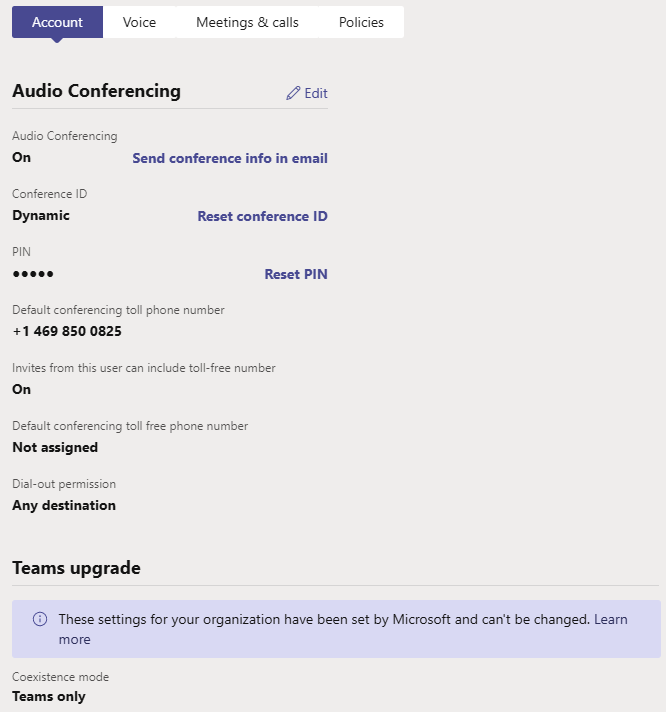 Account Voice Meetings & calls Policies
Audio Conferencing Edit
Audio Conferencing
On Send conference info in email
Conference ID
Dynamic Reset conference ID
PIN
●●●●● Reset PIN
Default conferencing toll phone number
+1 469 850 0825
Invites from this user can include toll-free number
On
Default conferencing toll free phone number
Not assigned
Dial-out permission
Any destination
Teams upgrade
These settings for your organization have been set by Microsoft and can't be changed. Learn
more
Coexistence mode
Teams only